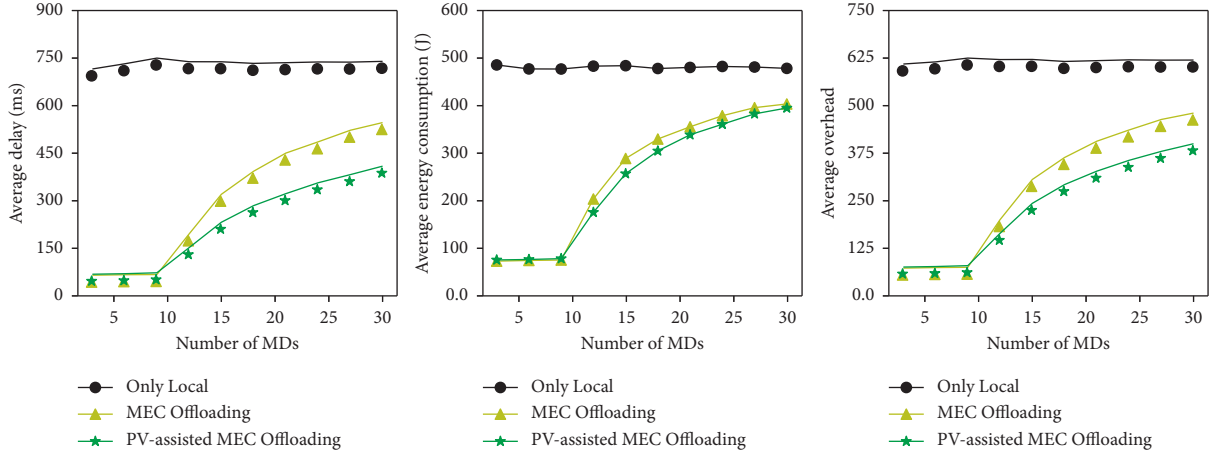 Average delay (ms)
900
750
600
450
300
150
0.0
5
10
15
20
25
30
Number of MDs
Only Local
MEC Offloading
PV-assisted MEC Offloading
Average energy consumption (J)
600
500
400
300
200
100
0.0
5
10
15
20
25
30
Number of MDs
Only Local
MEC Offloading
PV-assisted MEC Offloading
Average overhead
750
625
500
375
250
125
0.0
5
10
15
20
25
30
Number of MDs
Only Local
MEC Offloading
PV-assisted MEC Offloading